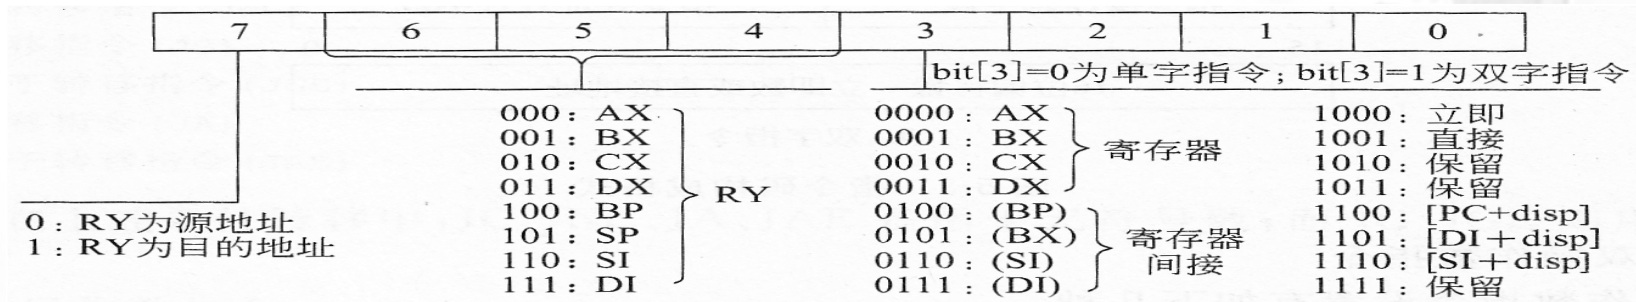 7 6 5 4 3 2 1 0
bit[3]=0为单字指令; bit[3]=1为双字指令
0:RY为源地址
1:RY为目的地址
000: AX
001: BX
010: CX
011: DX
100: BP
101: SP
110: SI
111: DI
RY
0000: AX
0001: BX
0010: CX
0011: DX
寄存器
0100: (BP)
0101: (BX)
0110: (SI)
0111: (DI)
寄存器
间接
1000: 立即
1001: 直接
1010: 保留
1011: 保留
1100: [PC+disp]
1101: [DI+disp]
1110: [SI+disp]
1111: 保留